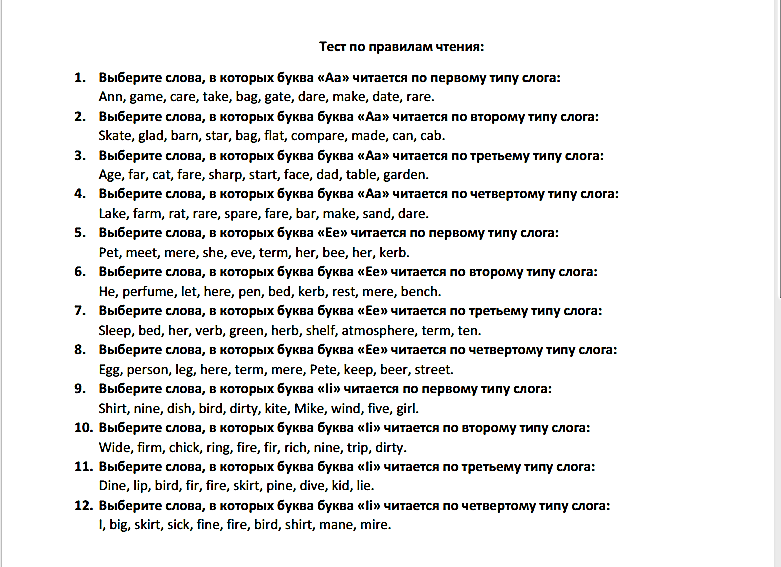 Тест по правилам чтения:
1. Выберите слова, в которых буква «Аа» читается по первому типу слога:
Ann, game, care, take, bag, gate, dare, make, date, rare.
2. Выберите слова, в которых буква буква «Аа» читается по второму типу слога:
Skate, glad, barn, star, bag, flat, compare, made, can, cab.
3. Выберите слова, в которых буква буква «Аа» читается по третьему типу слога:
Age, far, cat, fare, sharp, start, face, dad, table, garden.
4. Выберите слова, в которых буква буква «Аа» читается по четвертому типу слога:
Lake, farm, rat, rare, spare, fare, bar, make, sand, dare.
5. Выберите слова, в которых буква «Ее» читается по первому типу слога:
Pet, meet, mere, she, eve, term, her, bee, her, kerb.
6. Выберите слова, в которых буква буква «Ее» читается по второму типу слога:
He, perfume, let, here, pen, bed, kerb, rest, mere, bench.
7. Выберите слова, в которых буква буква «Ее» читается по третьему типу слога:
Sleep, bed, her, verb, green, herb, shelf, atmosphere, term, ten.
8. Выберите слова, в которых буква буква «Ее» читается по четвертому типу слога:
Egg, person, leg, here, term, mere, Pete, keep, beer, street.
9. Выберите слова, в которых буква «Ii» читается по первому типу слога:
Shirt, nine, dish, bird, dirty, kite, Mike, wind, five, girl.
10. Выберите слова, в которых буква буква «Ii» читается по второму типу слога:
Wide, firm, chick, ring, fire, fir, rich, nine, trip, dirty.
11. Выберите слова, в которых буква буква «Ii» читается по третьему типу слога:
Dine, lip, bird, fir, fire, skirt, pine, dive, kid, lie.
12. Выберите слова, в которых буква буква «Ii» читается по четвертому типу слога:
I, big, skirt, sick, fine, fire, bird, shirt, mane, mire.